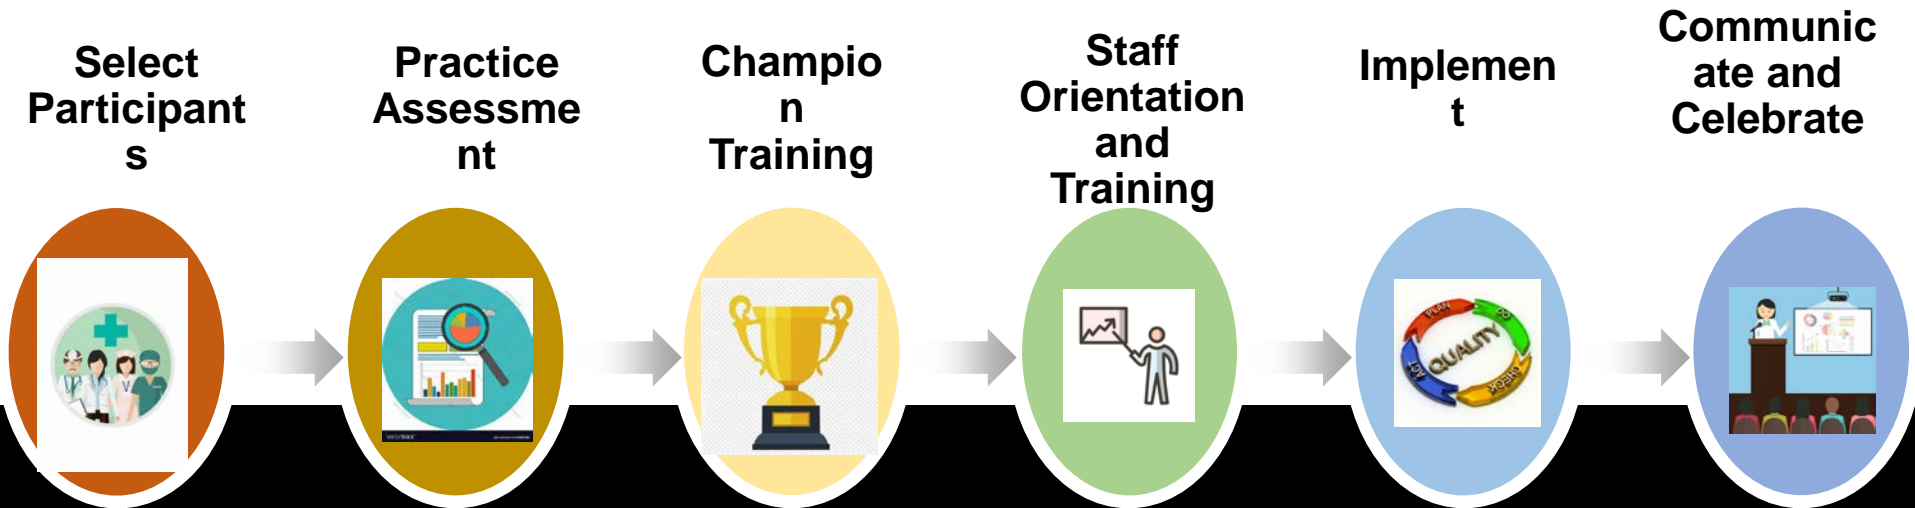 Select
Participant
s
Practice
Assessme
nt
Champio
n
Training
Staff
Orientation
and
Training
Implemen
t
Communic
ate and
Celebrate
PLAN
DO
CHECK
ACT
QUALITY